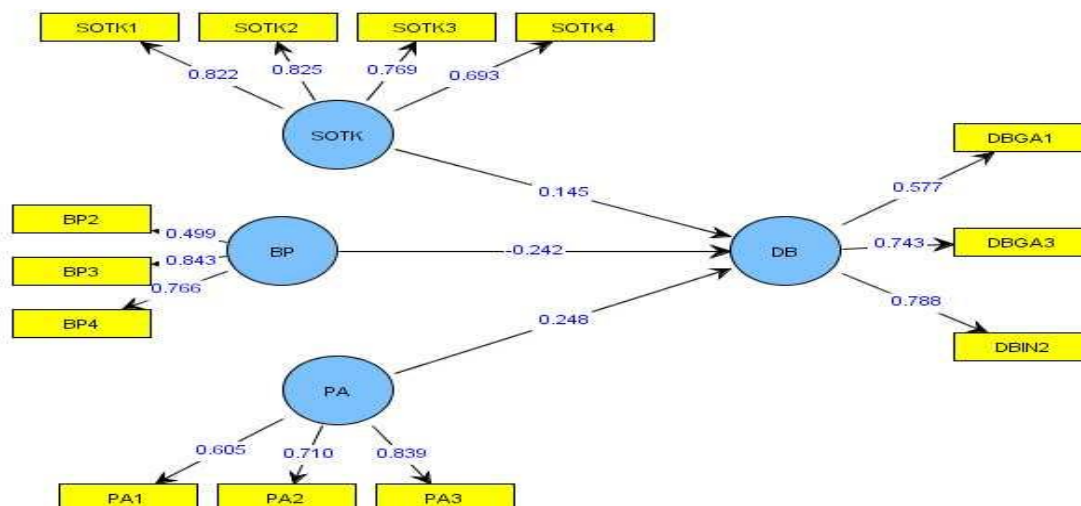 SOTK1 SOTK2 SOTK3 SOTK4
0.822 0.825 0.769 0.693
SOTK
DBGA1
0.145
0.577
BP2
0.499
BP
-0.242
DB
0.743
DBGA3
BP3
0.843
0.766
BP4
0.248
0.788
DBIN2
PA
0.605 0.710 0.839
PA1 PA2 PA3